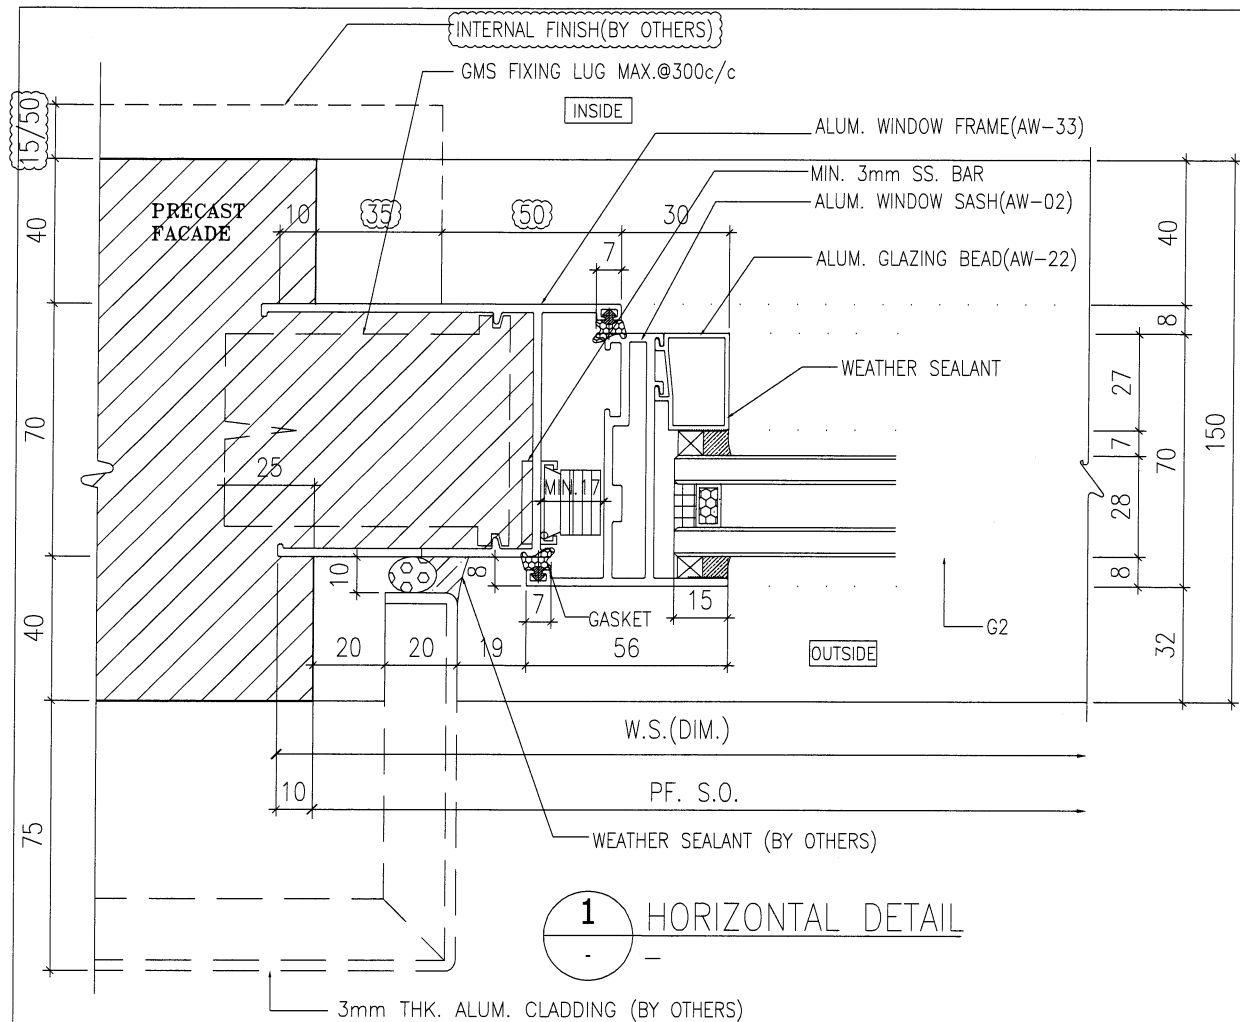 INTERNAL FINISH(BY OTHERS)
GMS FIXING LUG MAX.@300c/c
INSIDE
15/50
ALUM. WINDOW FRAME(AW-33)
MIN. 3mm SS. BAR
ALUM. WINDOW SASH(AW-02)
PRECAST
FACADE
10 35 50 30
40
40
7
ALUM. GLAZING BEAD(AW-22)
8
WEATHER SEALANT
27
70
7
70
150
25
MIN.17
28
10
8
8
7
GASKET
15
G2
40
20 20 19 56
OUTSIDE
32
W.S.(DIM.)
10
PF. S.O.
75
WEATHER SEALANT (BY OTHERS)
1
HORIZONTAL DETAIL
-
–
3mm THK. ALUM. CLADDING (BY OTHERS)